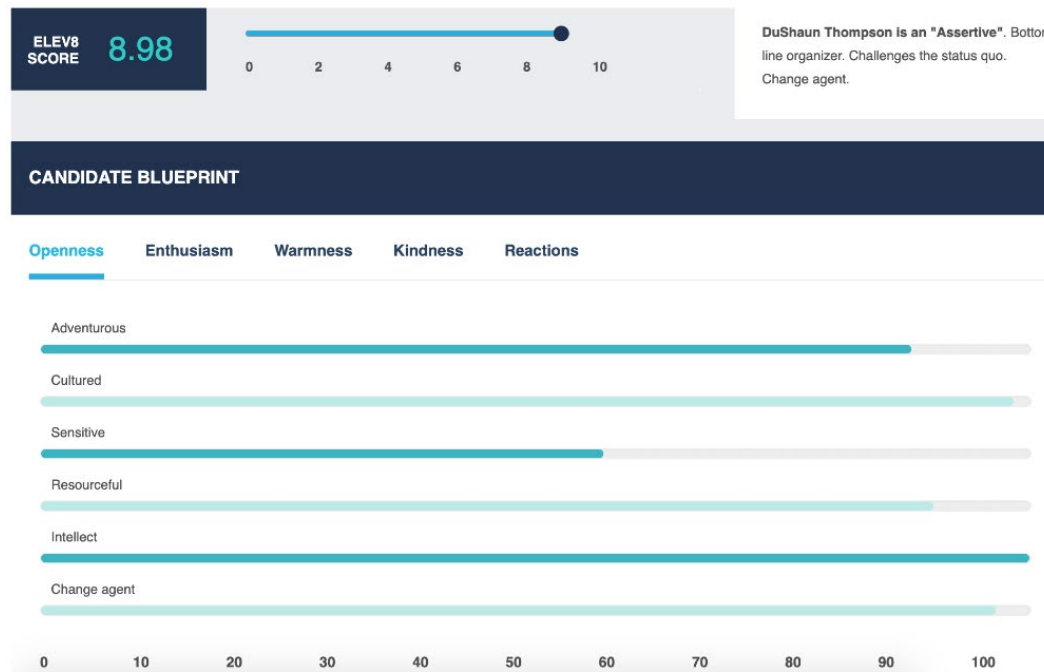 ELEV8
SCORE
8.98
0 2 4 6 8 10
DuShaun Thompson is an "Assertive".
line organizer. Challenges the status quo.
Change agent.
CANDIDATE BLUEPRINT
Openness Enthusiasm Warmness Kindness Reactions
Adventurous
Cultured
Sensitive
Resourceful
Intellect
Change agent
0 10 20 30 40 50 60 70 80 90 100